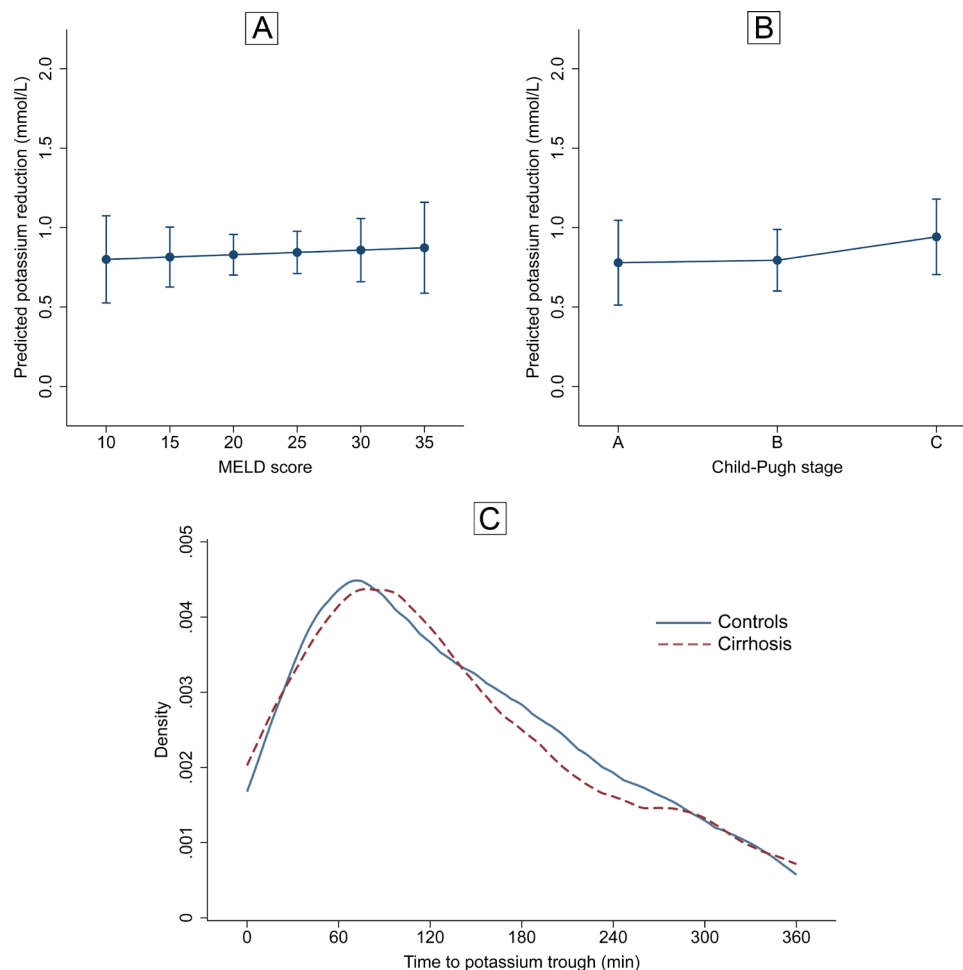 A
Predicted potassium reduction (mmol/L)
2.0
1.5
1.0
0.5
0.0
10 15 20 25 30 35
MELD score
B
Predicted potassium reduction (mmol/L)
2.0
1.5
1.0
0.5
0.0
A B C
Child-Pugh stage
C
Density
.005
.004
.003
.002
.001
0
Controls
Cirrhosis
0 60 120 180 240 300 360
Time to potassium trough (min)